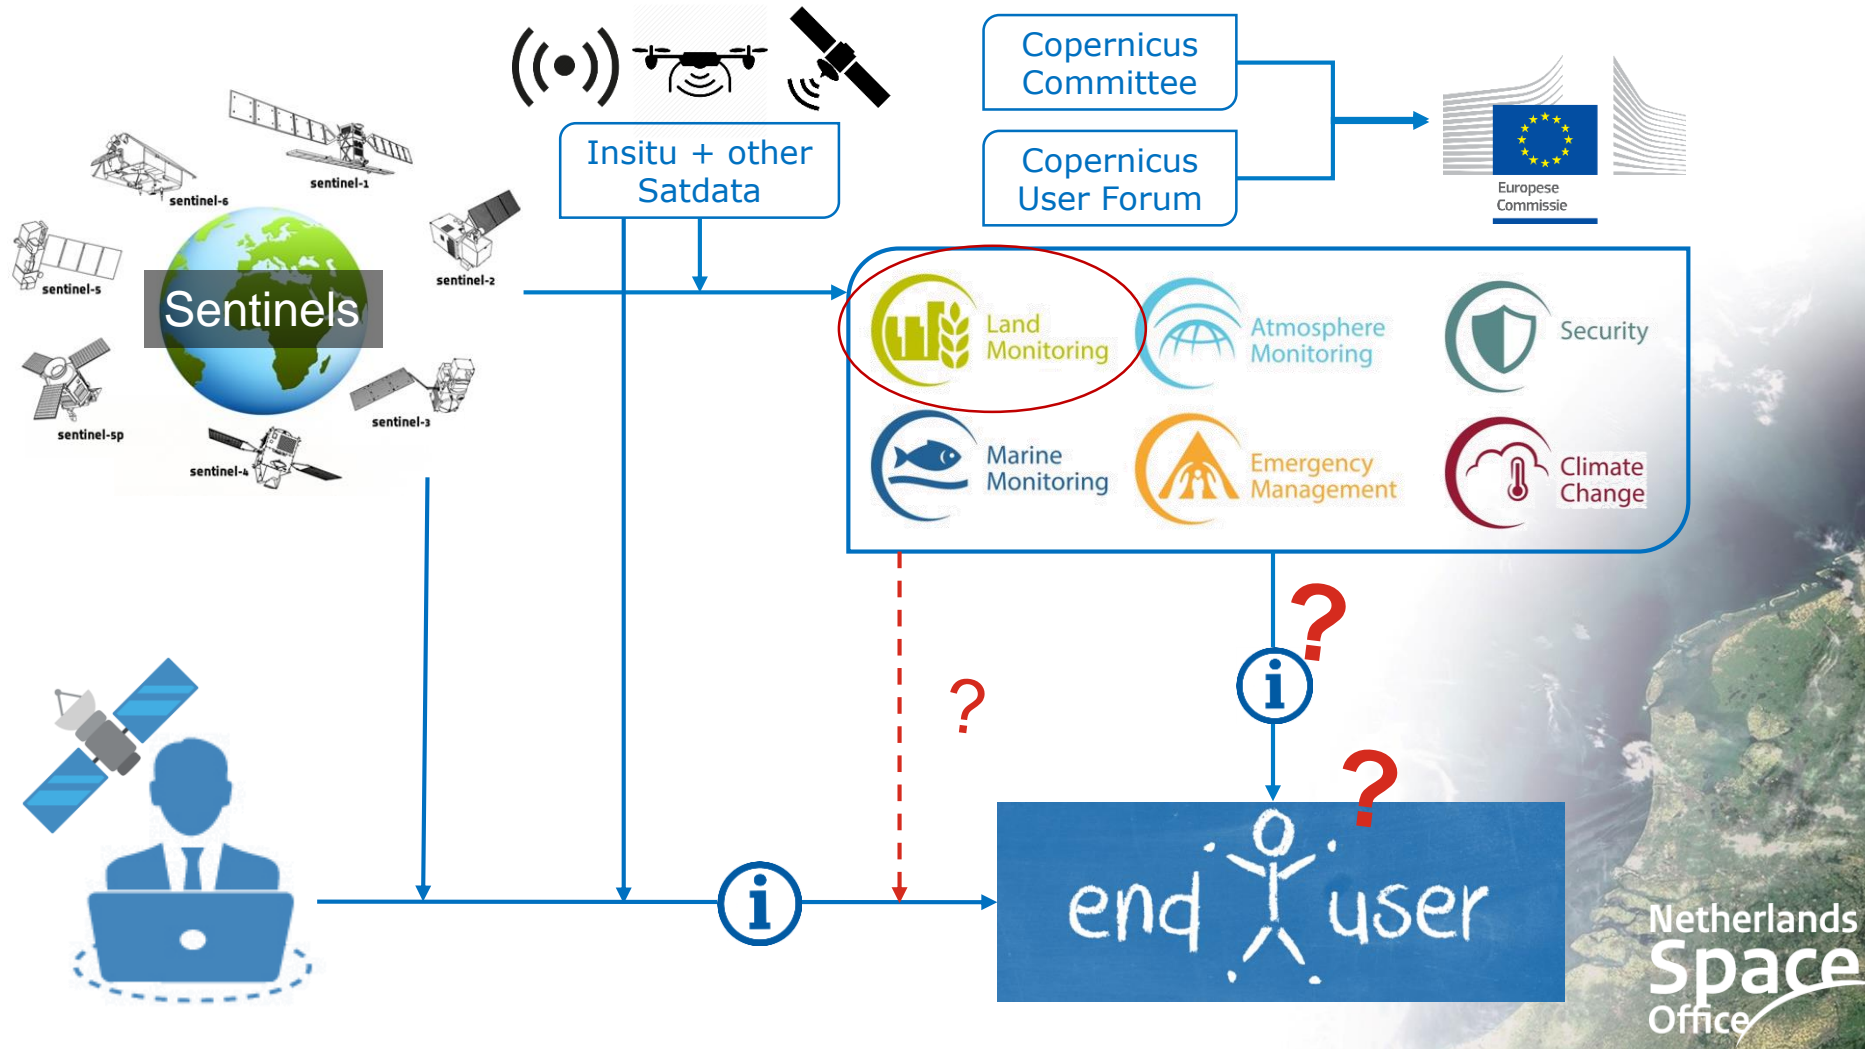 Copernicus
Committee
Insitu + other
Satdata
Copernicus
User Forum
Europese
Commissie
sentinel-1
sentinel-6
sentinel-2
sentinel-5
Sentinels
sentinel-3
sentinel-5p
sentinel-4
Land
Monitoring
Atmosphere
Monitoring
Security
Marine
Monitoring
Emergency
Management
Climate
Change
?
i
?
?
i
end user
Netherlands
Space
Office